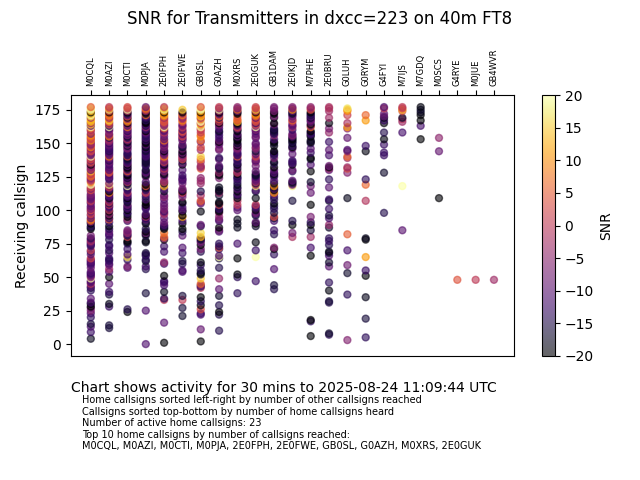 SNR for Transmitters in dxcc=223 on 40m FT8
M0CQL M0AZI M0CTI M0PJA 2E0FPH 2E0FWE GB0SL G0AZH M0XRS 2E0GUK GB1DAM 2E0KJD M7PHE 2E0BRU G0LUH G0RYM G4FYI M7IJS M7GDQ M0SCS G4RYE M0JUE GB4WVR
175
150
125
100
75
50
25
0
Receiving callsign
20
15
10
5
0
−5
−10
−15
−20
SNR
Chart shows activity for 30 mins to 2025-08-24 11:09:44 UTC
Home callsigns sorted left-right by number of other callsigns reached
Callsigns sorted top-bottom by number of home callsigns heard
Number of active home callsigns: 23
Top 10 home callsigns by number of callsigns reached:
M0CQL, M0AZI, M0CTI, M0PJA, 2E0FPH, 2E0FWE, GB0SL, G0AZH, M0XRS, 2E0GUK